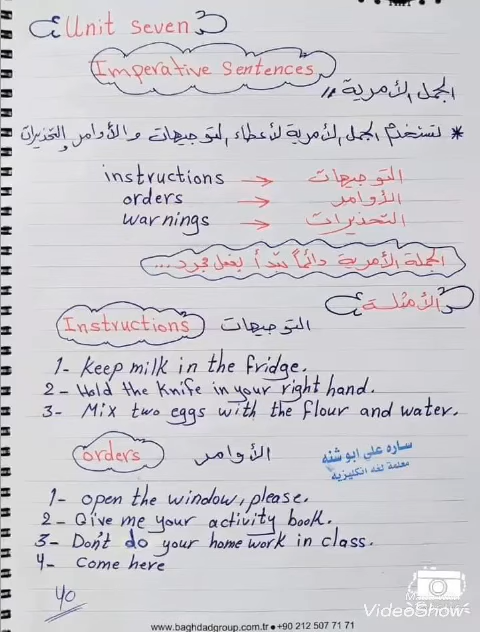 Unit Seven
Imperative Sentences
الجمل الأمرية //
* تستخدم الجمل الأمرية لأعطاء التوجيهات والأوامر والتحذيرات
instructions → التوجيهات
orders → الأوامر
warnings → التحذيرات
الجملة الأمرية دائماً تبدأ بفعل مجرد...
الأمثلة
Instructions التوجيهات
1- Keep milk in the fridge.
2- Hold the knife in your right hand.
3- Mix two eggs with the flour and water.
orders الأوامر
ساره علي ابو شنه
معلمة لغه انكليزيه
1- open the window, please.
2- Give me your activity book.
3- Don't do your home work in class.
4- Come here
40
VideoShow
www.baghdadgroup.com.tr ● +90 212 507 71 71